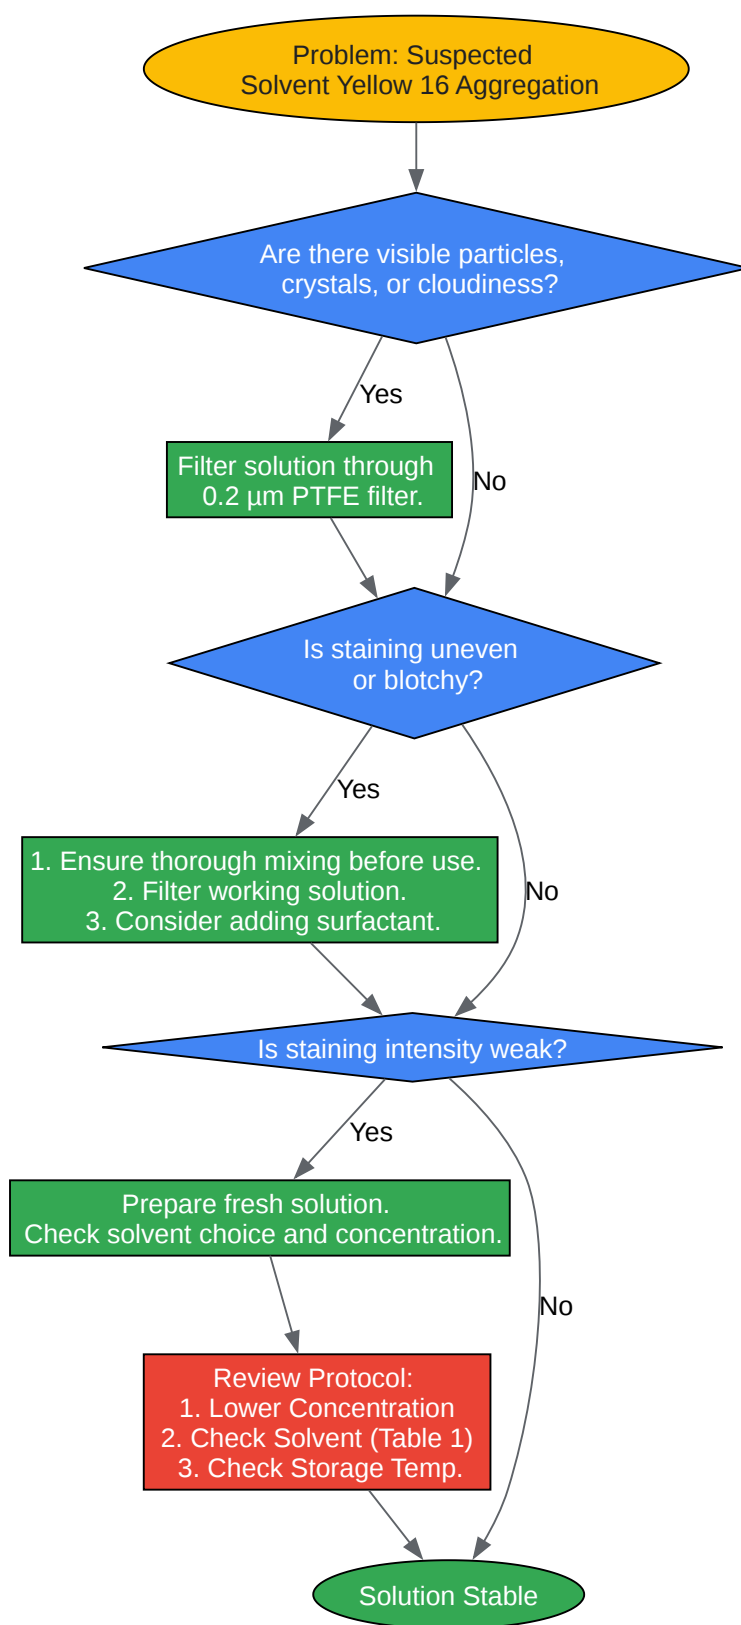 Problem: Suspected
Solvent Yellow 16 Aggregation
Are there visible particles,
crystals, or cloudiness?
Yes
No
Filter solution through
0.2 µm PTFE filter.
Is staining uneven
or blotchy?
Yes
No
1. Ensure thorough mixing before use.
2. Filter working solution.
3. Consider adding surfactant.
Is staining intensity weak?
Yes
No
Prepare fresh solution.
Check solvent choice and concentration.
Review Protocol:
1. Lower Concentration
2. Check Solvent (Table 1)
3. Check Storage Temp.
Solution Stable